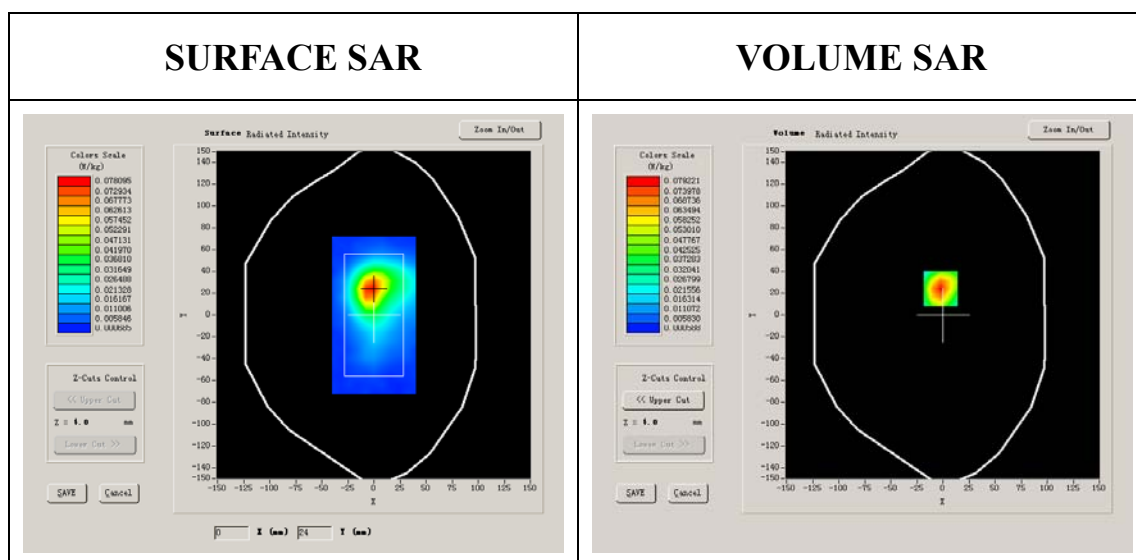 SURFACE SAR
VOLUME SAR
Surface Radiated Intensity
Zoom In/Out
Colors Scale
(W/kg)
0.078095
0.072934
0.067773
0.062613
0.057452
0.052291
0.047131
0.041970
0.036810
0.031649
0.026488
0.021328
0.016167
0.011006
0.005846
0.000685
150
140
120
100
80
60
40
20
0
-20
-40
-60
-80
-100
-120
-140
-150
Y
-150 -125 -100 -75 -50 -25 0 25 50 75 100 125 150
X
Z-Cuts Control
<< Upper Cut
Z = 4.0 mm
Lower Cut >>
SAVE
Cancel
0 X (mm) 24 Y (mm)
Volume Radiated Intensity
Zoom In/Out
Colors Scale
(W/kg)
0.079221
0.073978
0.068736
0.063494
0.058252
0.053010
0.047767
0.042525
0.037283
0.032041
0.026799
0.021556
0.016314
0.011072
0.005830
0.000588
150
140
120
100
80
60
40
20
0
-20
-40
-60
-80
-100
-120
-140
-150
Y
-150 -125 -100 -75 -50 -25 0 25 50 75 100 125 150
X
Z-Cuts Control
<< Upper Cut
Z = 4.0 mm
Lower Cut >>
SAVE
Cancel